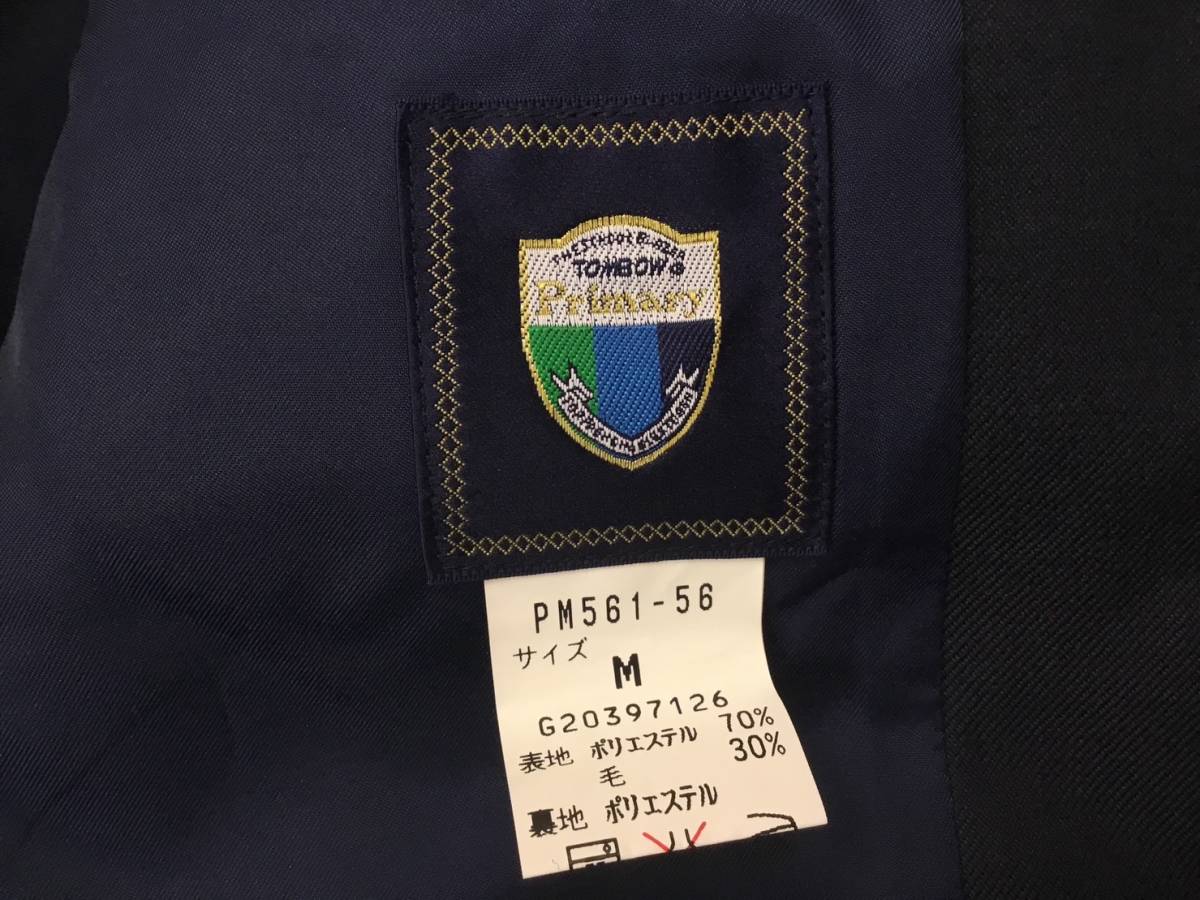 TOMBOW
Primary
PM561-56
サイズ
M
G20397126
表地 ポリエステル 70%
毛 30%
裏地 ポリエステル